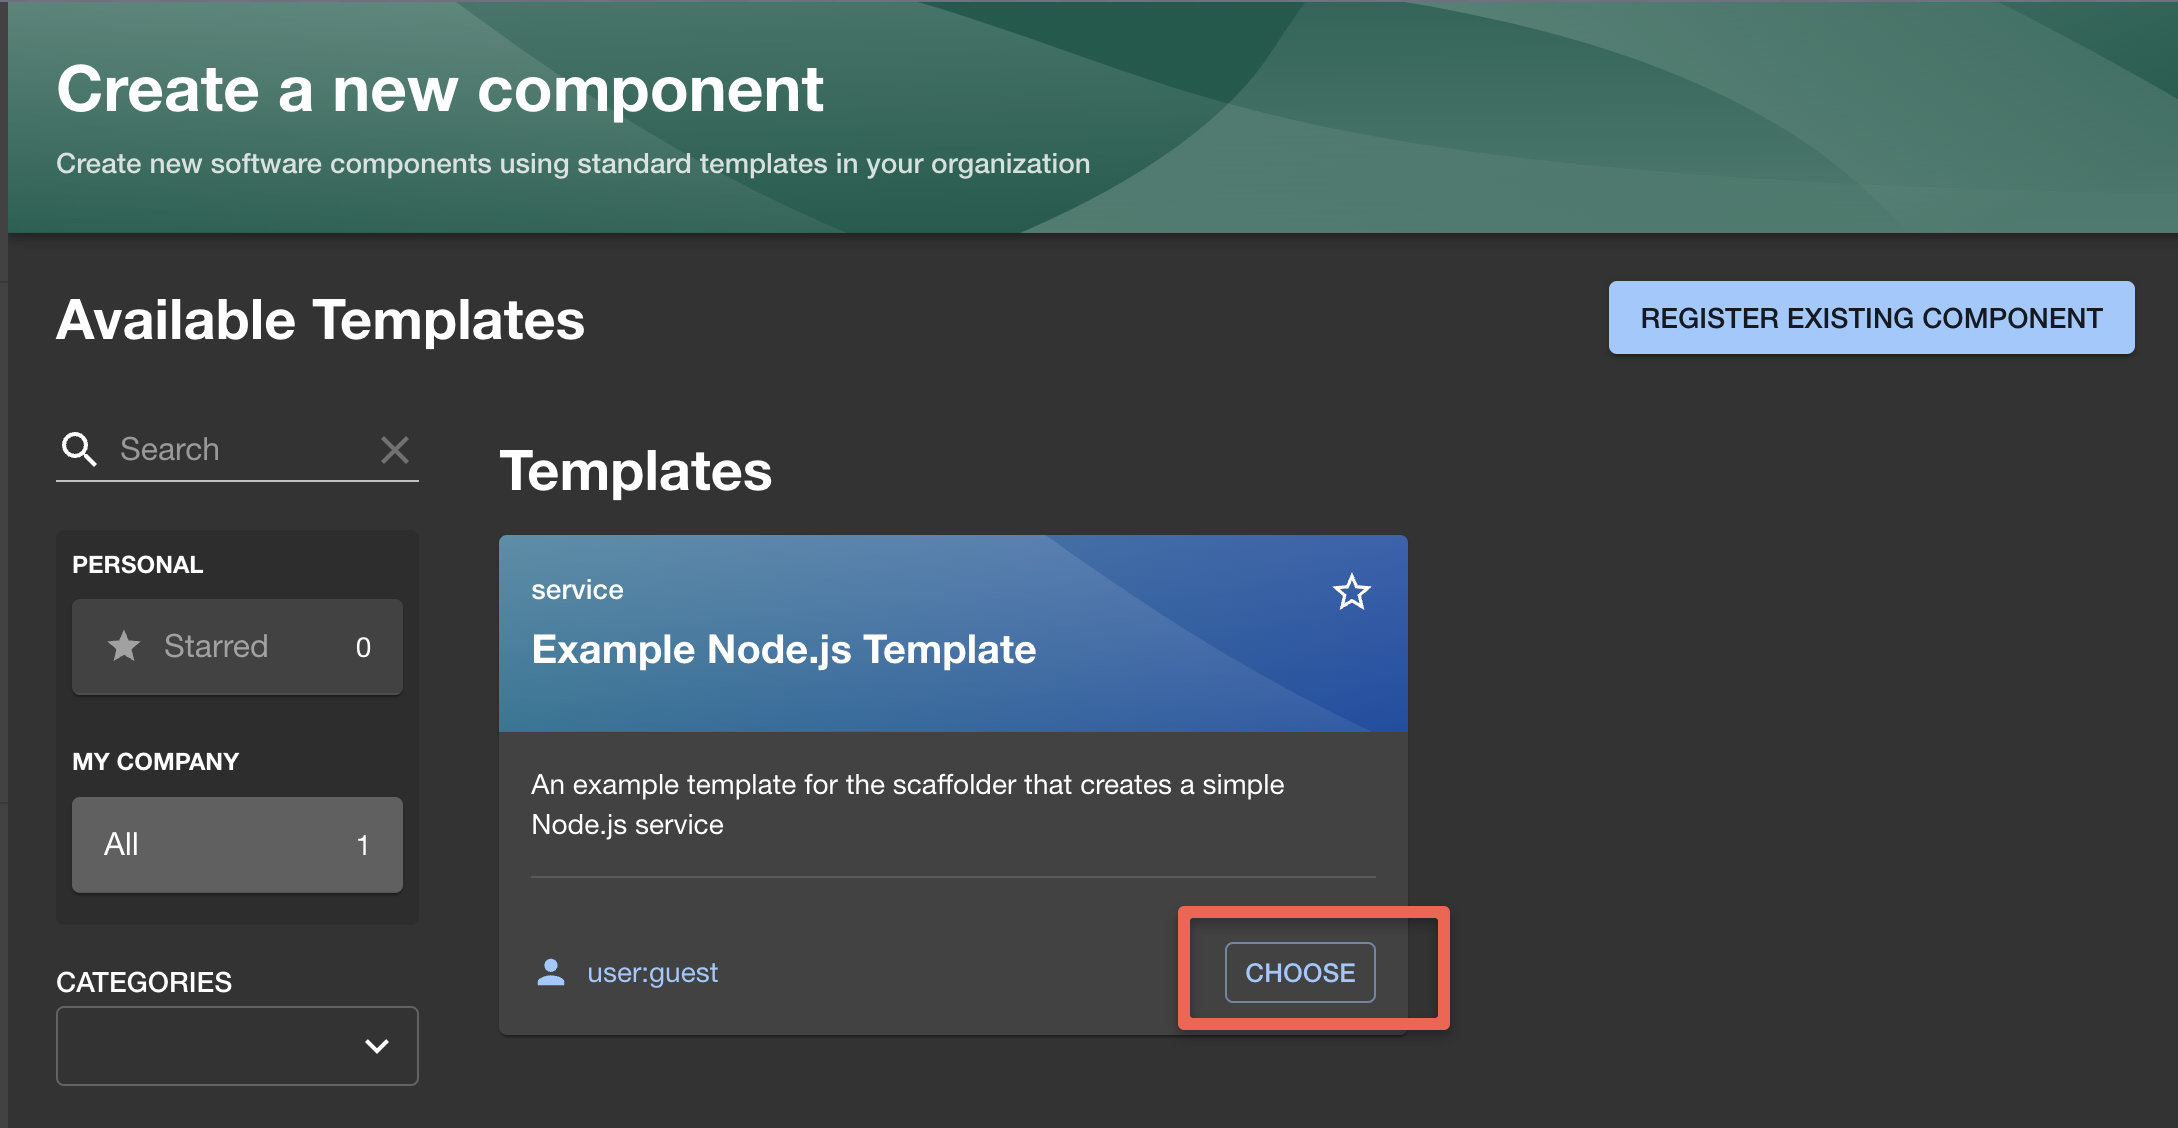 Create a new component
Create new software components using standard templates in your organization
Available Templates
REGISTER EXISTING COMPONENT
Search
PERSONAL
Starred 0
MY COMPANY
All 1
CATEGORIES
Templates
service
Example Node.js Template
An example template for the scaffolder that creates a simple
Node.js service
user:guest
CHOOSE